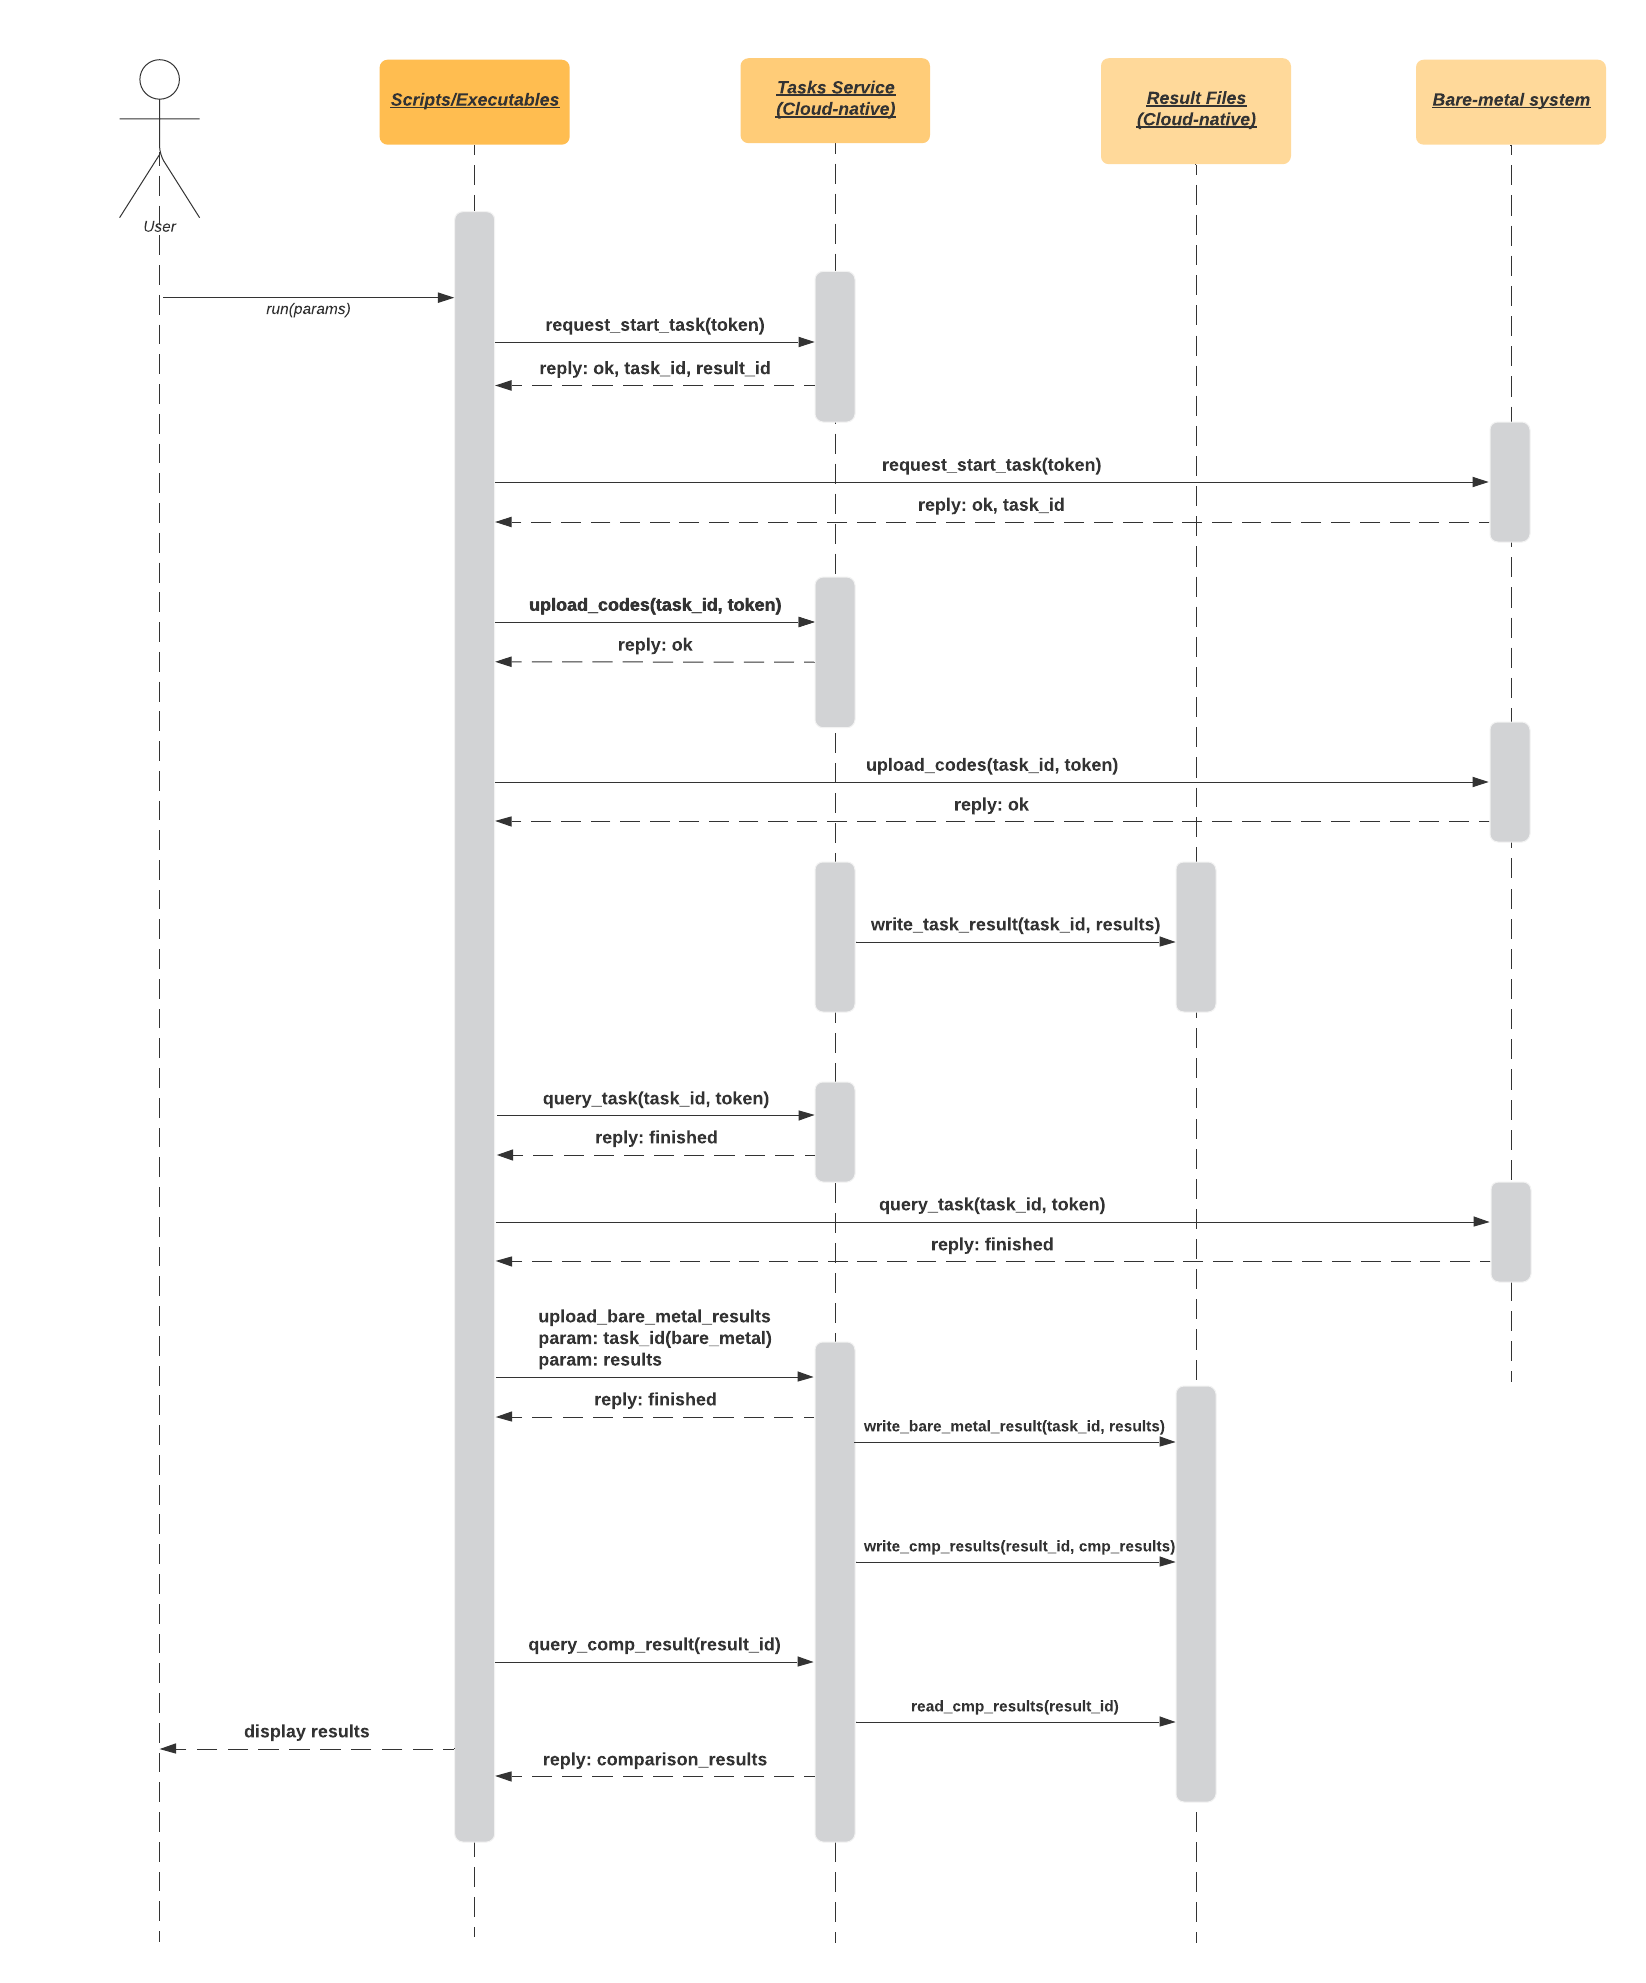 Scripts/Executables
Tasks Service
(Cloud-native)
Result Files
(Cloud-native)
Bare-metal system
User
run(params)
request_start_task(token)
reply: ok, task_id, result_id
request_start_task(token)
reply: ok, task_id
upload_codes(task_id, token)
reply: ok
upload_codes(task_id, token)
reply: ok
write_task_result(task_id, results)
query_task(task_id, token)
reply: finished
query_task(task_id, token)
reply: finished
upload_bare_metal_results
param: task_id(bare_metal)
param: results
reply: finished
write_bare_metal_result(task_id, results)
write_cmp_results(result_id, cmp_results)
query_comp_result(result_id)
read_cmp_results(result_id)
display results
reply: comparison_results